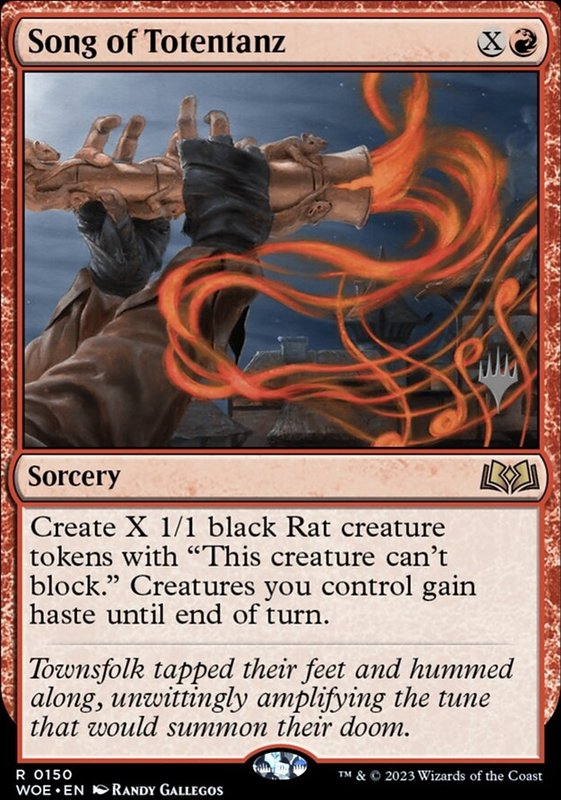 Song of Totentanz
X
Sorcery
Create X 1/1 black Rat creature
tokens with “This creature can’t
block.” Creatures you control gain
haste until end of turn.
Townsfolk tapped their feet and hummed
along, unwittingly amplifying the tune
that would summon their doom.
R 0150
WOE • EN RANDY GALLEGOS
™ & © 2023 Wizards of the Coast